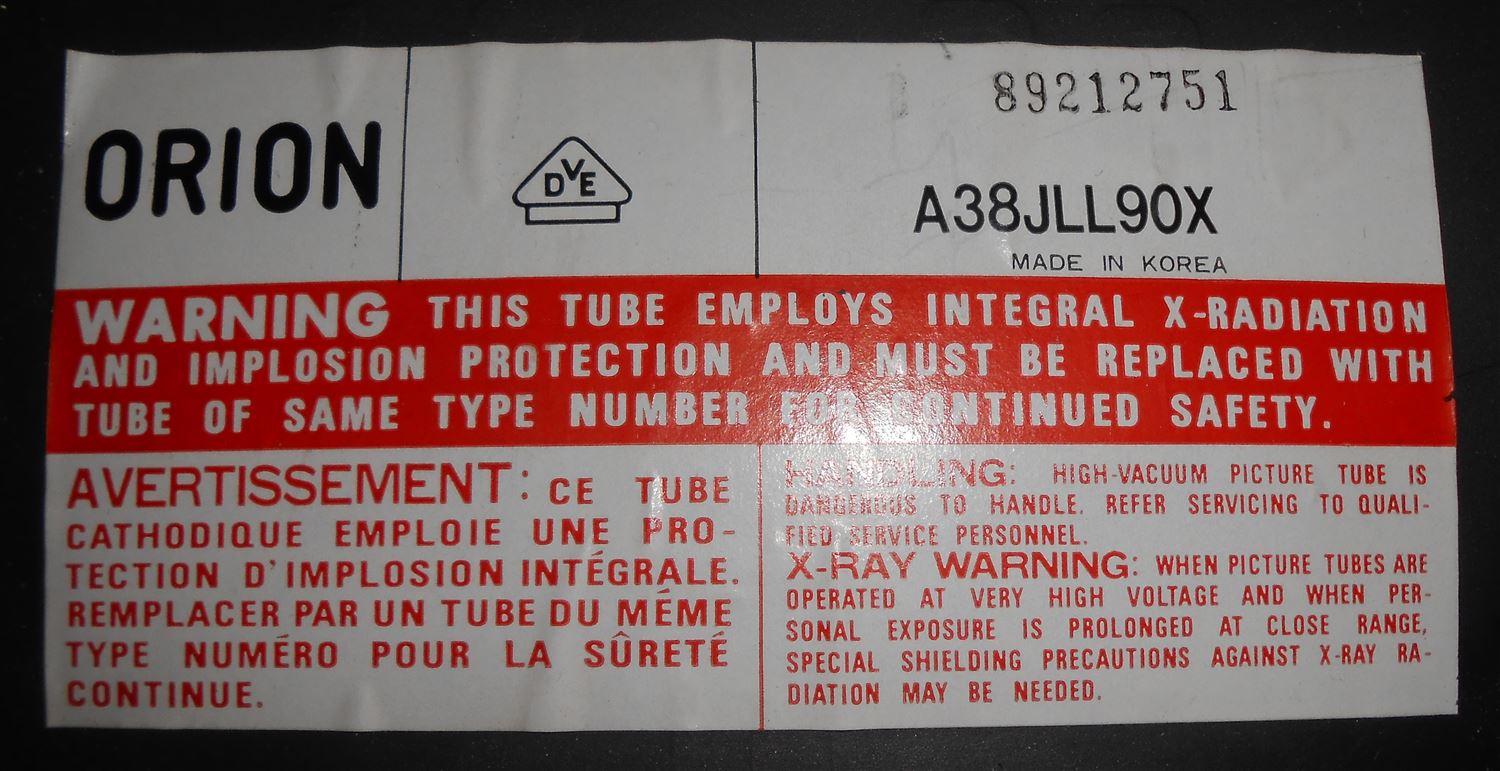 ORION
DVE
89212751
A38JLL90X
MADE IN KOREA
WARNING THIS TUBE EMPLOYS INTEGRAL X-RADIATION
AND IMPLOSION PROTECTION AND MUST BE REPLACED WITH
TUBE OF SAME TYPE NUMBER FOR CONTINUED SAFETY.
AVERTISSEMENT: CE TUBE
CATHODIQUE EMPLOIE UNE PRO-
TECTION D'IMPLOSION INTÉGRALE.
REMPLACER PAR UN TUBE DU MÉME
TYPE NUMÉRO POUR LA SÛRETÉ
CONTINUE.
HANDLING: HIGH-VACUUM PICTURE TUBE IS
DANGEROUS TO HANDLE. REFER SERVICING TO QUALI-
FIED SERVICE PERSONNEL.
X-RAY WARNING: WHEN PICTURE TUBES ARE
OPERATED AT VERY HIGH VOLTAGE AND WHEN PER-
SONAL EXPOSURE IS PROLONGED AT CLOSE RANGE,
SPECIAL SHIELDING PRECAUTIONS AGAINST X-RAY RA-
DIATION MAY BE NEEDED.